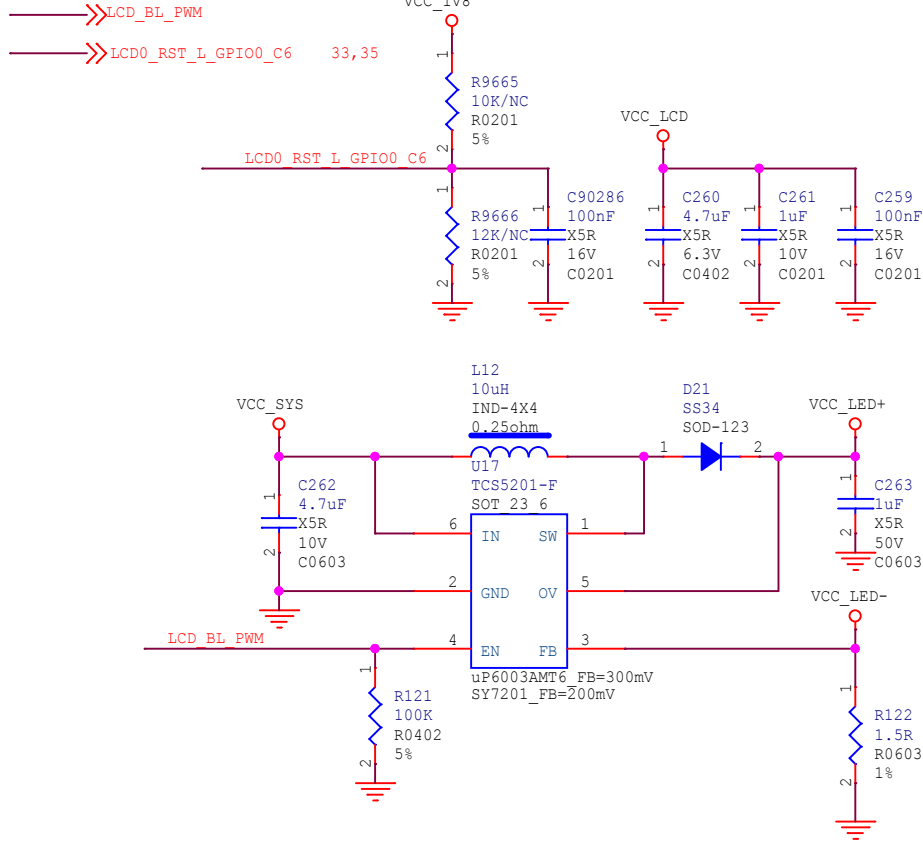 VCC_1V8
LCD_BL_PWM
LCD0_RST_L_GPIO0_C6 33,35
1
R9665
10K/NC
R0201
5%
2
LCD0_RST_L_GPIO0_C6
1
R9666
12K/NC
R0201
5%
2
1
C90286
100nF
X5R
16V
C0201
2
VCC_LCD
1
C260
4.7uF
X5R
6.3V
C0402
2
1
C261
1uF
X5R
10V
C0201
2
1
C259
100nF
X5R
16V
C0201
2
VCC_SYS
L12
10uH
IND-4X4
0.25ohm
D21
SS34
SOD-123
1 2
VCC_LED+
1
C262
4.7uF
X5R
10V
C0603
2
U17
TCS5201-F
SOT_23_6
6 IN SW 1
2 GND OV 5
4 EN FB 3
uP6003AMT6_FB=300mV
SY7201_FB=200mV
1
C263
1uF
X5R
50V
C0603
2
VCC_LED-
LCD_BL_PWM
1
R121
100K
R0402
5%
2
1
R122
1.5R
R0603
1%
2